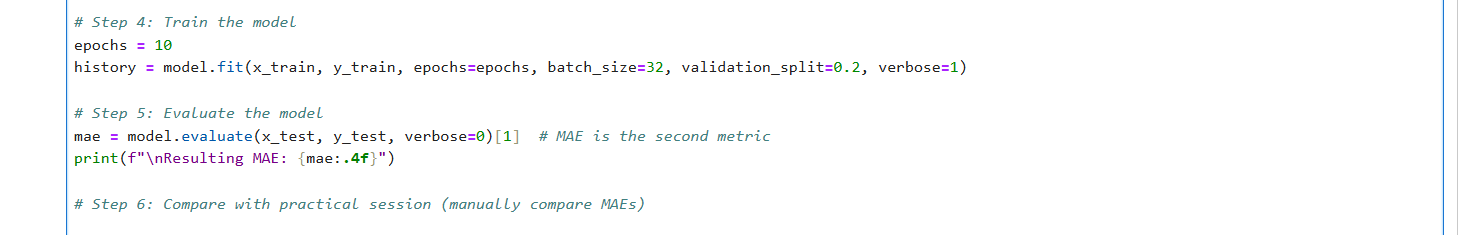 # Step 4: Train the model
epochs = 10
history = model.fit(x_train, y_train, epochs=epochs, batch_size=32, validation_split=0.2, verbose=1)
# Step 5: Evaluate the model
mae = model.evaluate(x_test, y_test, verbose=0)[1]  # MAE is the second metric
print(f"\nResulting MAE: {mae:.4f}")
# Step 6: Compare with practical session (manually compare MAEs)